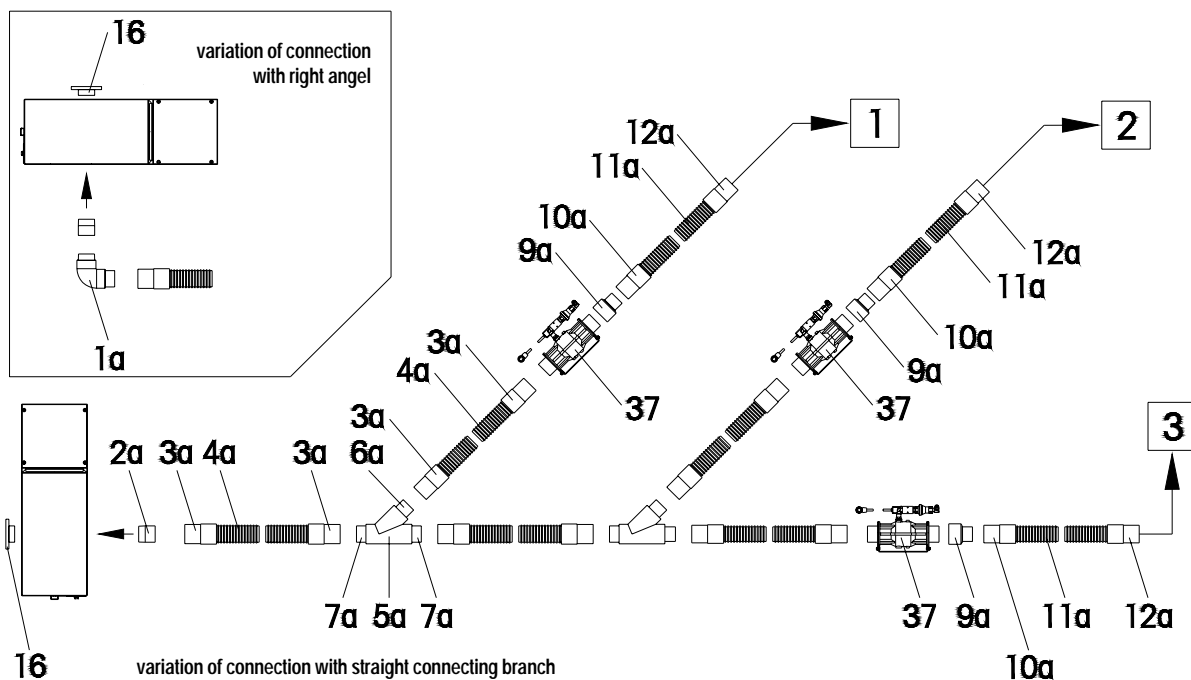 16
variation of connection
with right angel
1a
1
2
12a
11a
10a
9a
3a
4a
3a
6a
37
12a
11a
10a
9a
37
3
2a
3a
4a
3a
7a
5a
7a
37
9a
10a
11a
12a
16
variation of connection with straight connecting branch